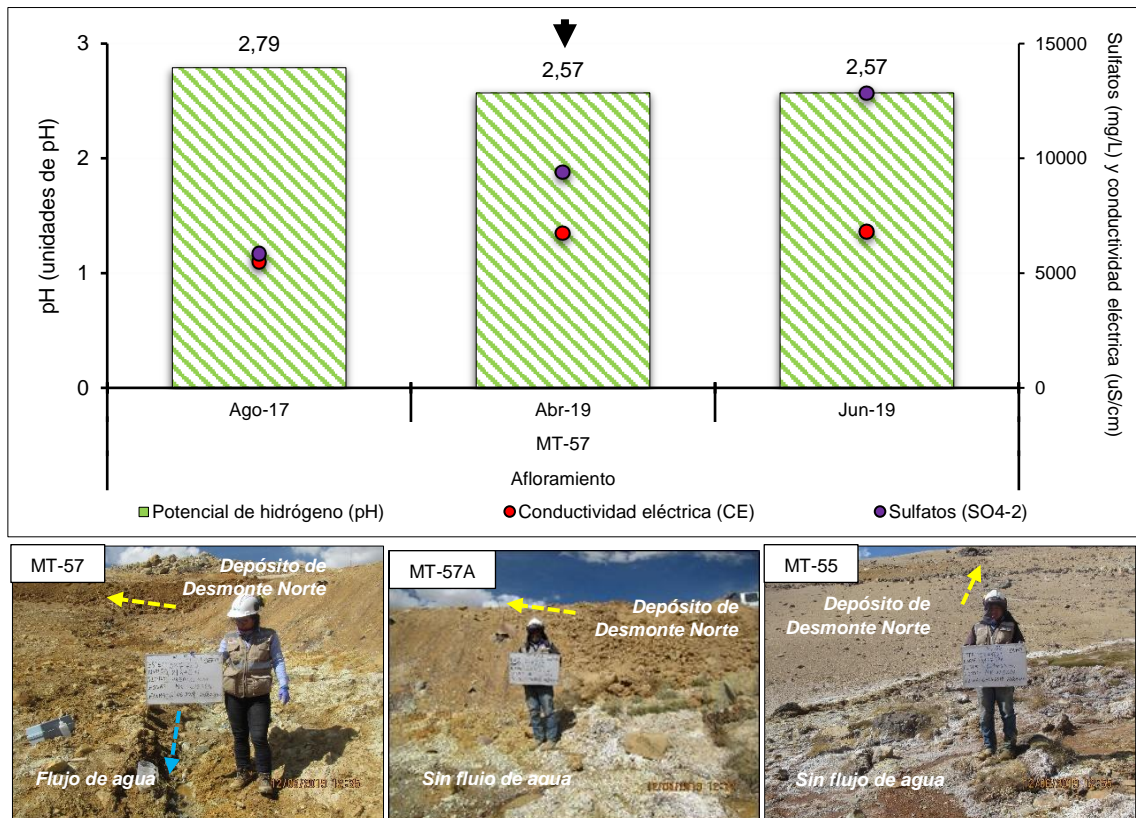 2,79
2,57
2,57
3
2
1
0
pH (unidades de pH)
15000
10000
5000
0
Sulfatos (mg/L) y conductividad eléctrica (uS/cm)
Ago-17
Abr-19
Jun-19
MT-57
Afloramiento
Potencial de hidrógeno (pH)
Conductividad eléctrica (CE)
Sulfatos (SO4-2)
MT-57
Depósito de
Desmonte Norte
Flujo de agua
MT-57A
Depósito de
Desmonte Norte
Sin flujo de agua
MT-55
Depósito de
Desmonte Norte
Sin flujo de agua